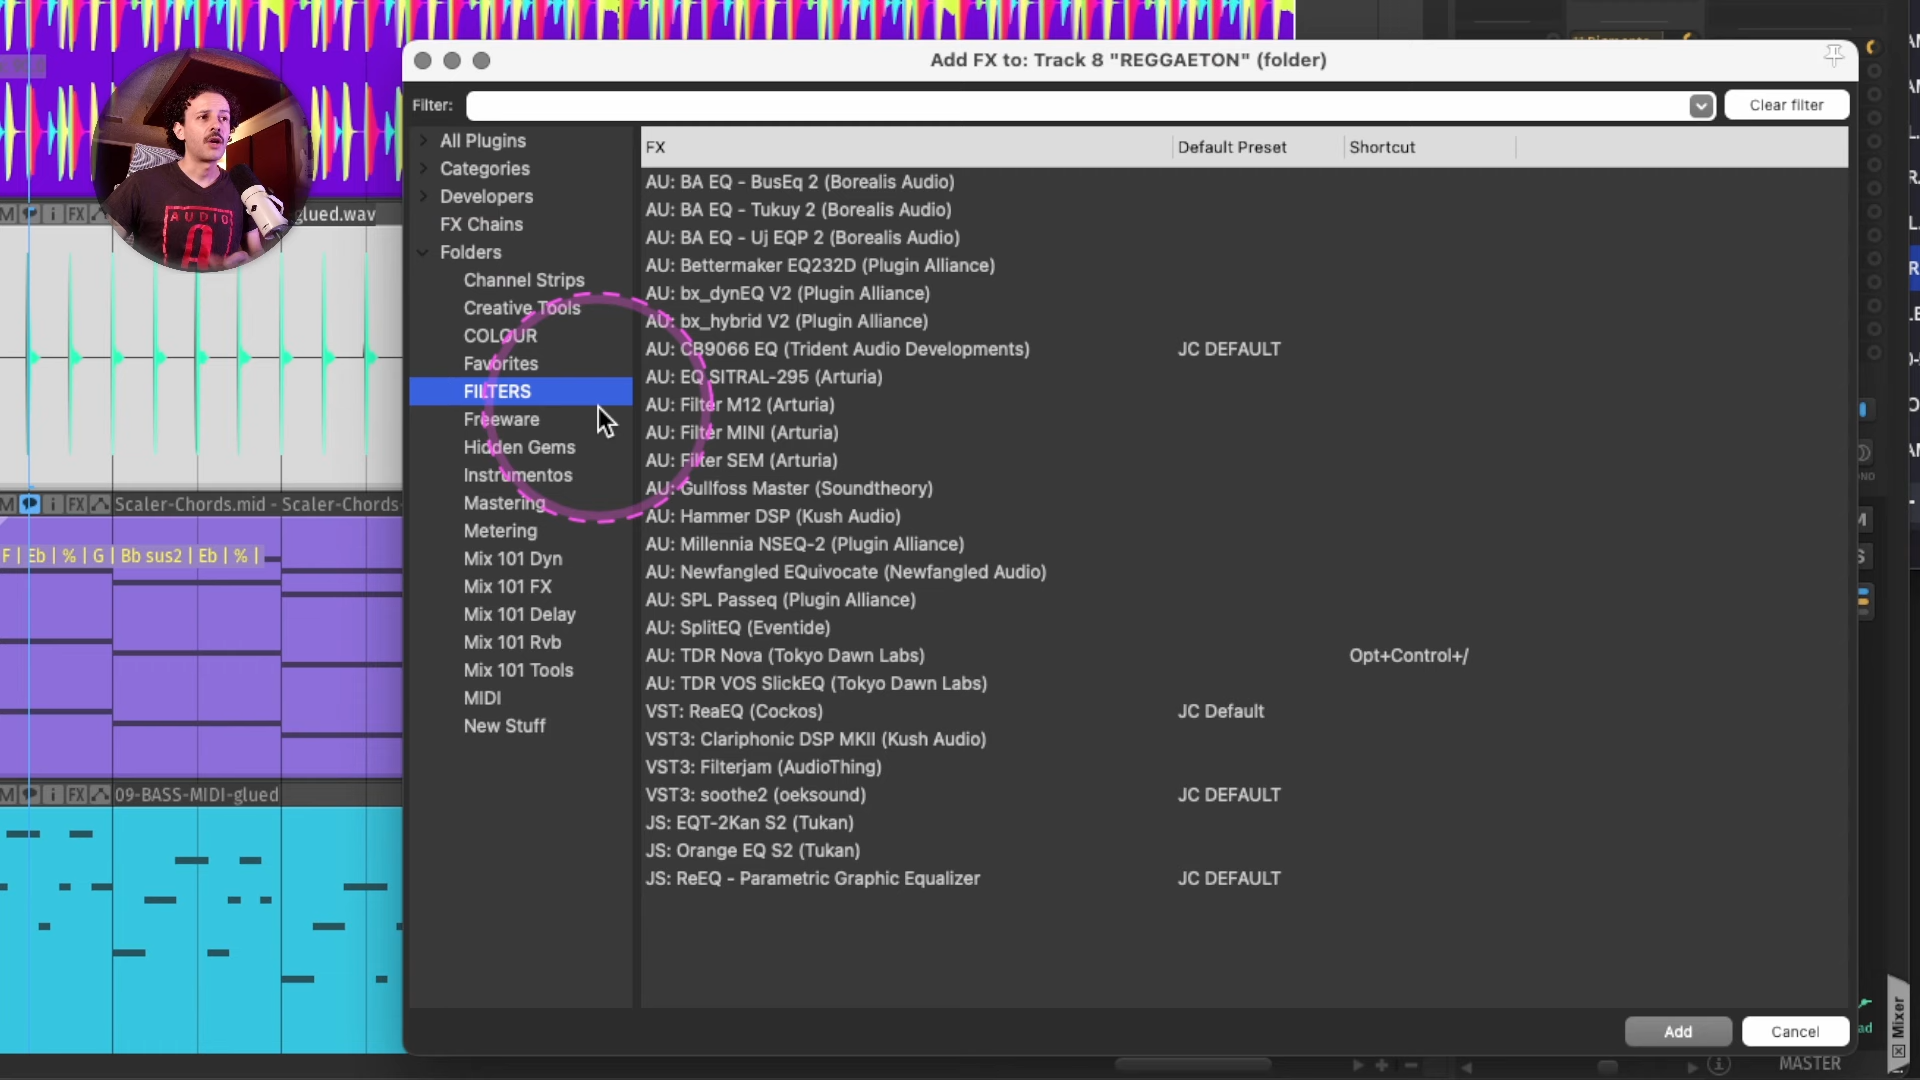 Add FX to: Track 8 "REGGAETON" (folder)
Filter:
Clear filter
All Plugins
Categories
Developers
FX Chains
Folders
Channel Strips
Creative Tools
COLOUR
Favorites
FILTERS
Freeware
Hidden Gems
Instrumentos
Mastering
Metering
Mix 101 Dyn
Mix 101 FX
Mix 101 Delay
Mix 101 Rvb
Mix 101 Tools
MIDI
New Stuff
FX Default Preset Shortcut
AU: BA EQ - BusEq 2 (Borealis Audio)
AU: BA EQ - Tukuy 2 (Borealis Audio)
AU: BA EQ - Uj EQP 2 (Borealis Audio)
AU: Bettermaker EQ232D (Plugin Alliance)
AU: bx_dynEQ V2 (Plugin Alliance)
AU: bx_hybrid V2 (Plugin Alliance)
AU: CB9066 EQ (Trident Audio Developments) JC DEFAULT
AU: EQ SITRAL-295 (Arturia)
AU: Filter M12 (Arturia)
AU: Filter MINI (Arturia)
AU: Filter SEM (Arturia)
AU: Gullfoss Master (Soundtheory)
AU: Hammer DSP (Kush Audio)
AU: Millennia NSEQ-2 (Plugin Alliance)
AU: Newfangled EQuivocate (Newfangled Audio)
AU: SPL Passeq (Plugin Alliance)
AU: SplitEQ (Eventide)
AU: TDR Nova (Tokyo Dawn Labs) Opt+Control+/
AU: TDR VOS SlickEQ (Tokyo Dawn Labs)
VST: ReaEQ (Cockos) JC Default
VST3: Clariphonic DSP MKII (Kush Audio)
VST3: Filterjam (AudioThing)
VST3: soothe2 (oeksound) JC DEFAULT
JS: EQT-2Kan S2 (Tukan)
JS: Orange EQ S2 (Tukan)
JS: ReEQ - Parametric Graphic Equalizer JC DEFAULT
Add
Cancel
AUDIO
M i FX glued.wav
M i FX Scaler-Chords.mid - Scaler-Chords-
F | Eb | % | G | Bb sus2 | Eb | % |
M i FX 09-BASS-MIDI-glued
MASTER
Mixer